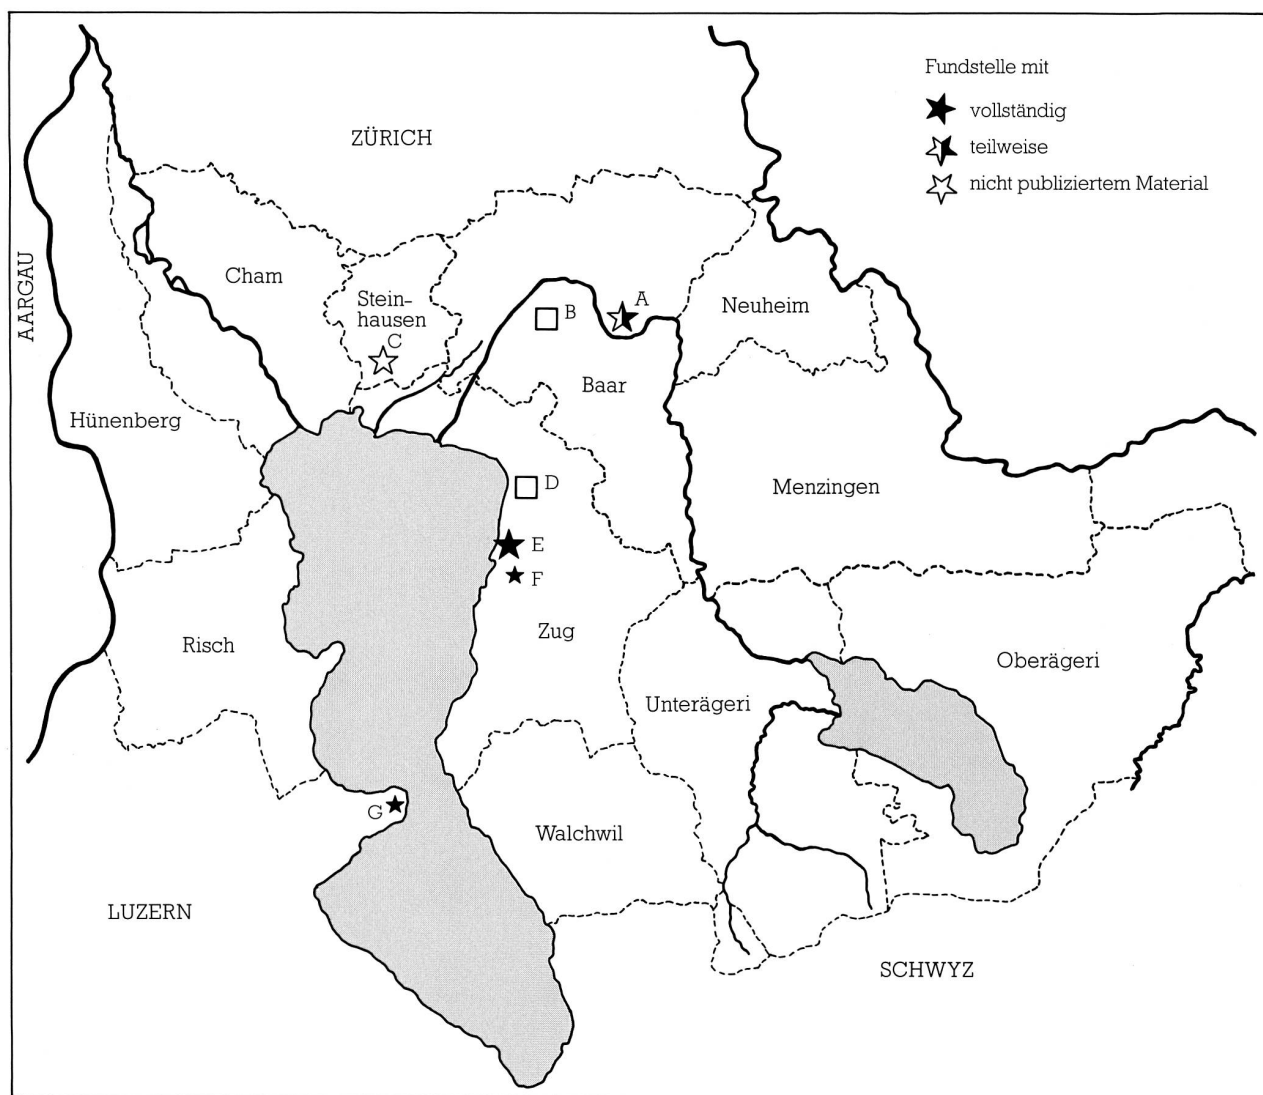 Fundstelle mit
vollständig
teilweise
nicht publiziertem Material
ZÜRICH
AARGAU
Cham
Stein-
hausen
C
B
A
Neuheim
Baar
Hünenberg
Menzingen
D
E
F
Zug
Risch
Oberägeri
Unterägeri
G
Walchwil
LUZERN
SCHWYZ